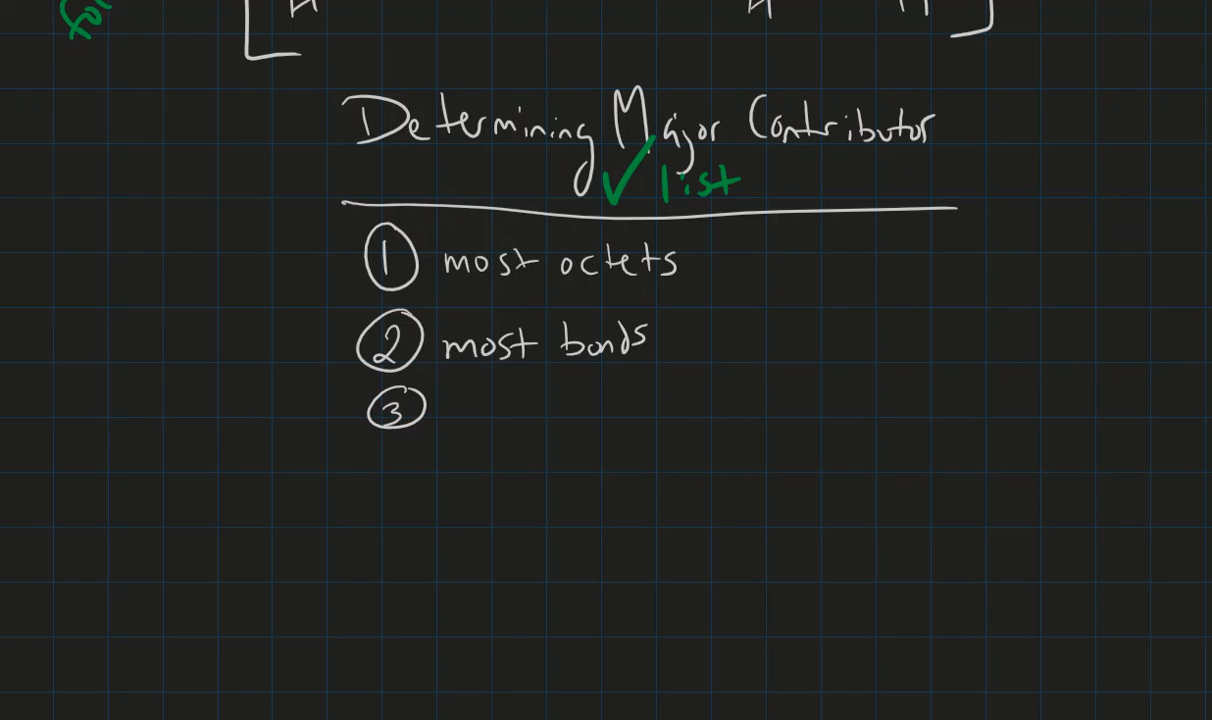 Determining Major Contributor
✓ list
① most octets
② most bonds
③